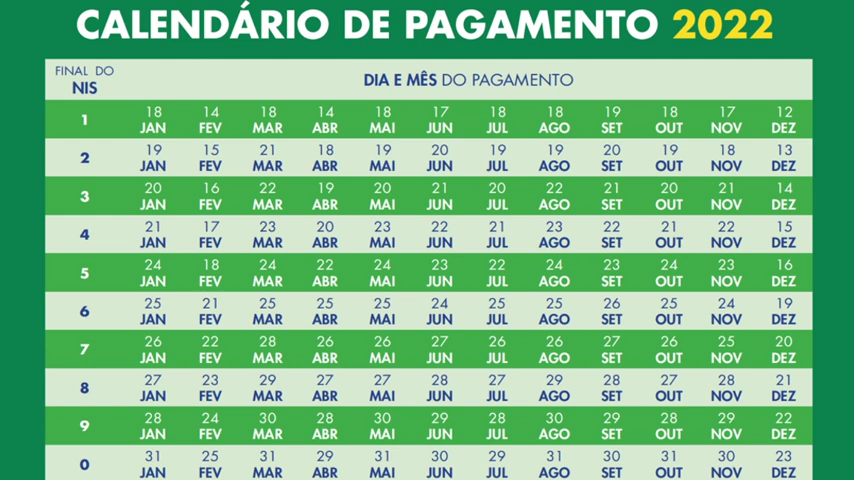 CALENDÁRIO DE PAGAMENTO 2022
FINAL DO
NIS
DIA E MÊS DO PAGAMENTO
1
18 14 18 14 18 17 18 18 19 18 17 12
JAN FEV MAR ABR MAI JUN JUL AGO SET OUT NOV DEZ
2
19 15 21 18 19 20 19 19 20 19 18 13
JAN FEV MAR ABR MAI JUN JUL AGO SET OUT NOV DEZ
3
20 16 22 19 20 21 20 22 21 20 21 14
JAN FEV MAR ABR MAI JUN JUL AGO SET OUT NOV DEZ
4
21 17 23 20 23 22 21 23 22 21 22 15
JAN FEV MAR ABR MAI JUN JUL AGO SET OUT NOV DEZ
5
24 18 24 22 24 23 22 24 23 24 23 16
JAN FEV MAR ABR MAI JUN JUL AGO SET OUT NOV DEZ
6
25 21 25 25 25 24 25 25 26 25 24 19
JAN FEV MAR ABR MAI JUN JUL AGO SET OUT NOV DEZ
7
26 22 28 26 26 27 26 26 27 26 25 20
JAN FEV MAR ABR MAI JUN JUL AGO SET OUT NOV DEZ
8
27 23 29 27 27 28 27 29 28 27 28 21
JAN FEV MAR ABR MAI JUN JUL AGO SET OUT NOV DEZ
9
28 24 30 28 30 29 28 30 29 28 29 22
JAN FEV MAR ABR MAI JUN JUL AGO SET OUT NOV DEZ
0
31 25 31 29 31 30 29 31 30 31 30 23
JAN FEV MAR ABR MAI JUN JUL AGO SET OUT NOV DEZ